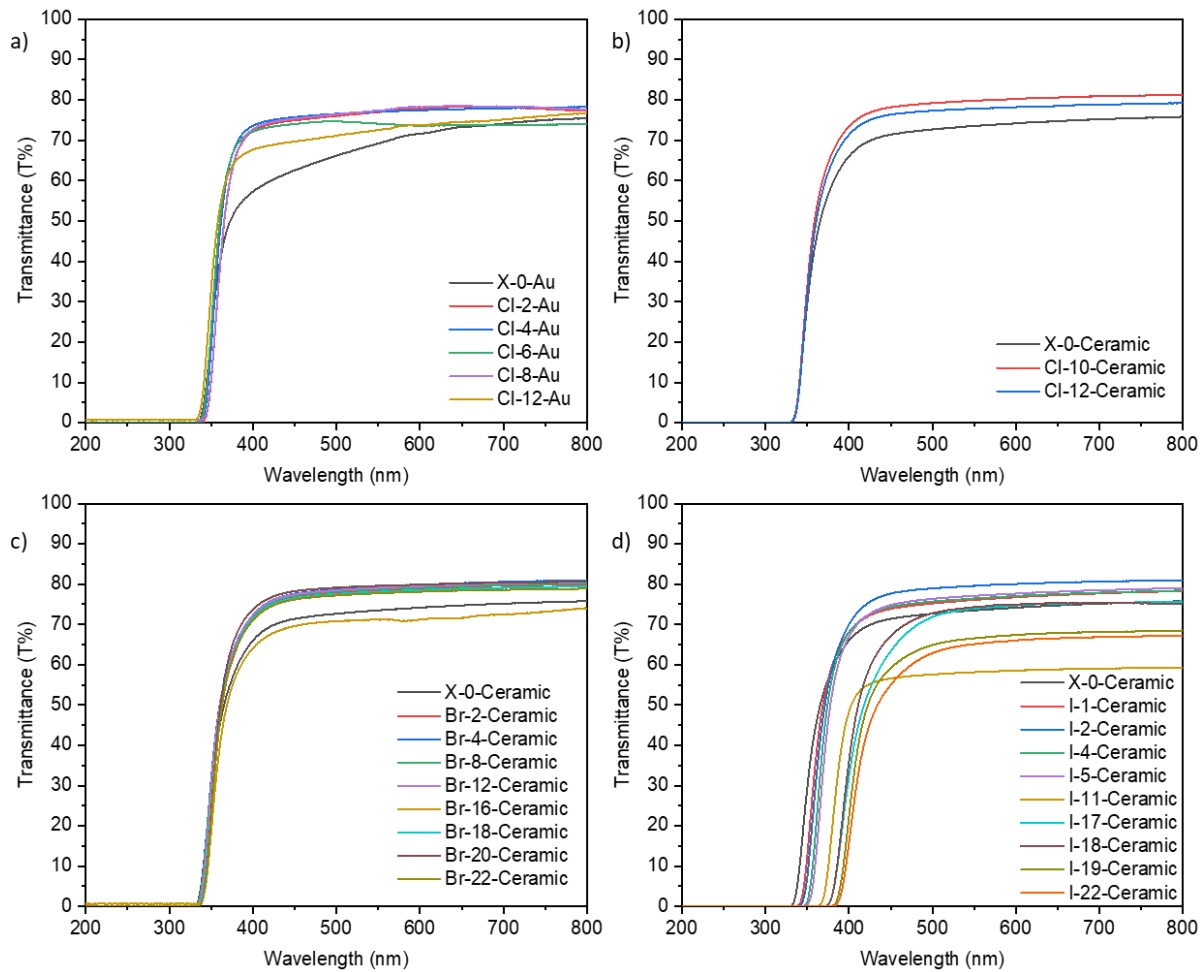 a)
100
90
80
70
60
50
40
30
20
10
0
Transmittance (T%)
X-0-Au
Cl-2-Au
Cl-4-Au
Cl-6-Au
Cl-8-Au
Cl-12-Au
200 300 400 500 600 700 800
Wavelength (nm)
b)
100
90
80
70
60
50
40
30
20
10
0
Transmittance (T%)
X-0-Ceramic
Cl-10-Ceramic
Cl-12-Ceramic
200 300 400 500 600 700 800
Wavelength (nm)
c)
100
90
80
70
60
50
40
30
20
10
0
Transmittance (T%)
X-0-Ceramic
Br-2-Ceramic
Br-4-Ceramic
Br-8-Ceramic
Br-12-Ceramic
Br-16-Ceramic
Br-18-Ceramic
Br-20-Ceramic
Br-22-Ceramic
200 300 400 500 600 700 800
Wavelength (nm)
d)
100
90
80
70
60
50
40
30
20
10
0
Transmittance (T%)
X-0-Ceramic
I-1-Ceramic
I-2-Ceramic
I-4-Ceramic
I-5-Ceramic
I-11-Ceramic
I-17-Ceramic
I-18-Ceramic
I-19-Ceramic
I-22-Ceramic
200 300 400 500 600 700 800
Wavelength (nm)